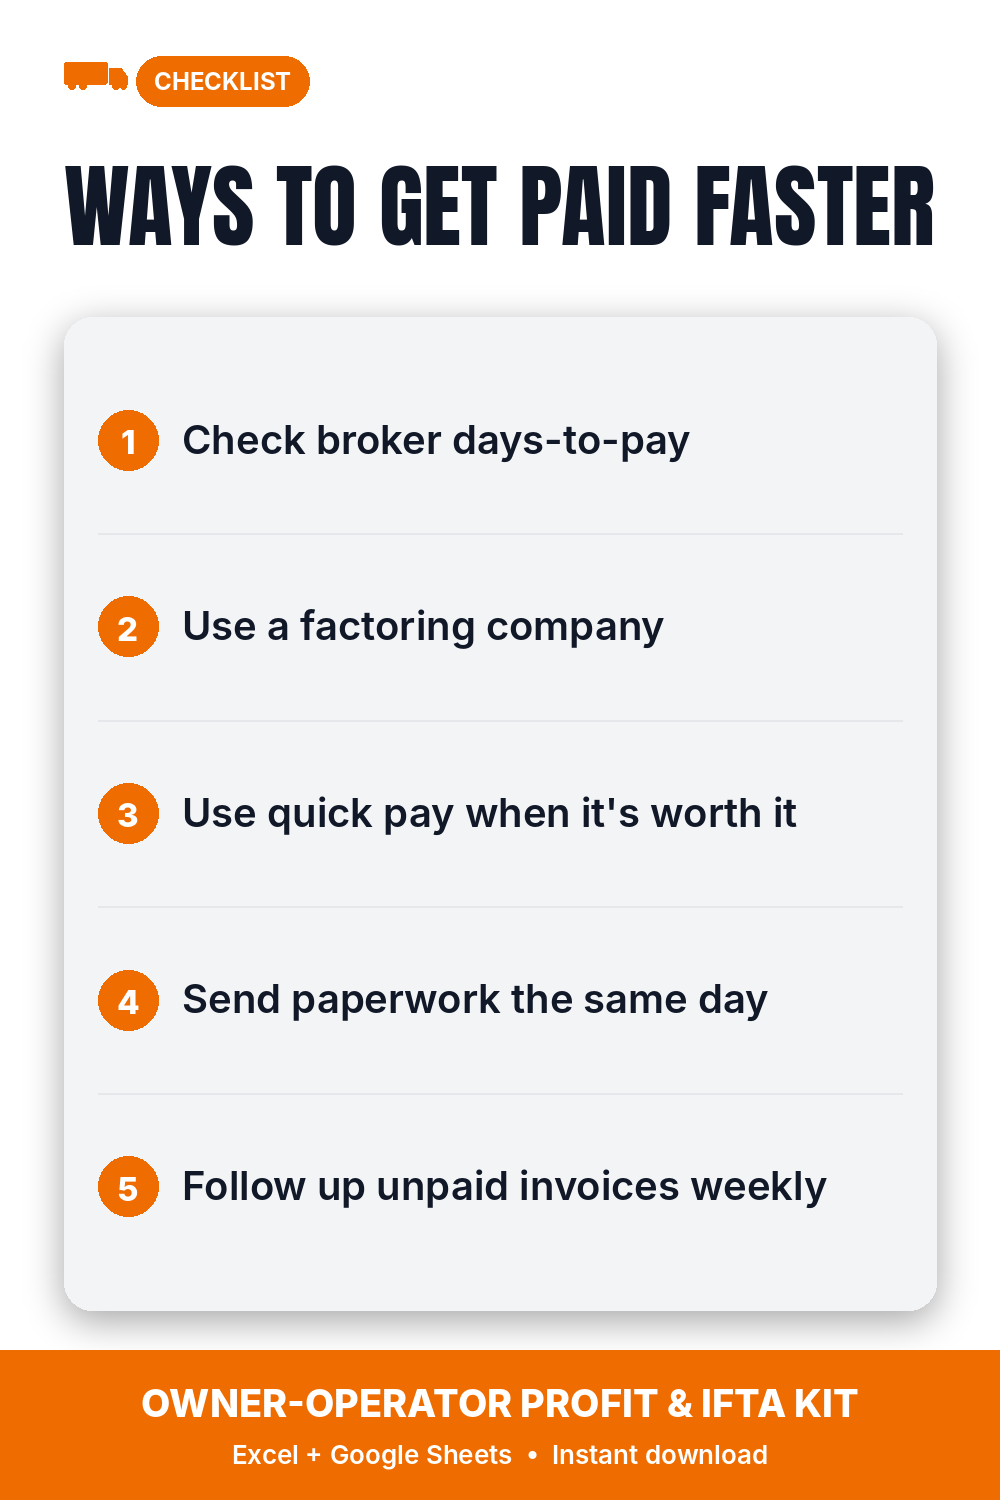 CHECKLIST
WAYS TO GET PAID FASTER
1 Check broker days-to-pay
2 Use a factoring company
3 Use quick pay when it's worth it
4 Send paperwork the same day
5 Follow up unpaid invoices weekly
OWNER-OPERATOR PROFIT & IFTA KIT
Excel + Google Sheets • Instant download